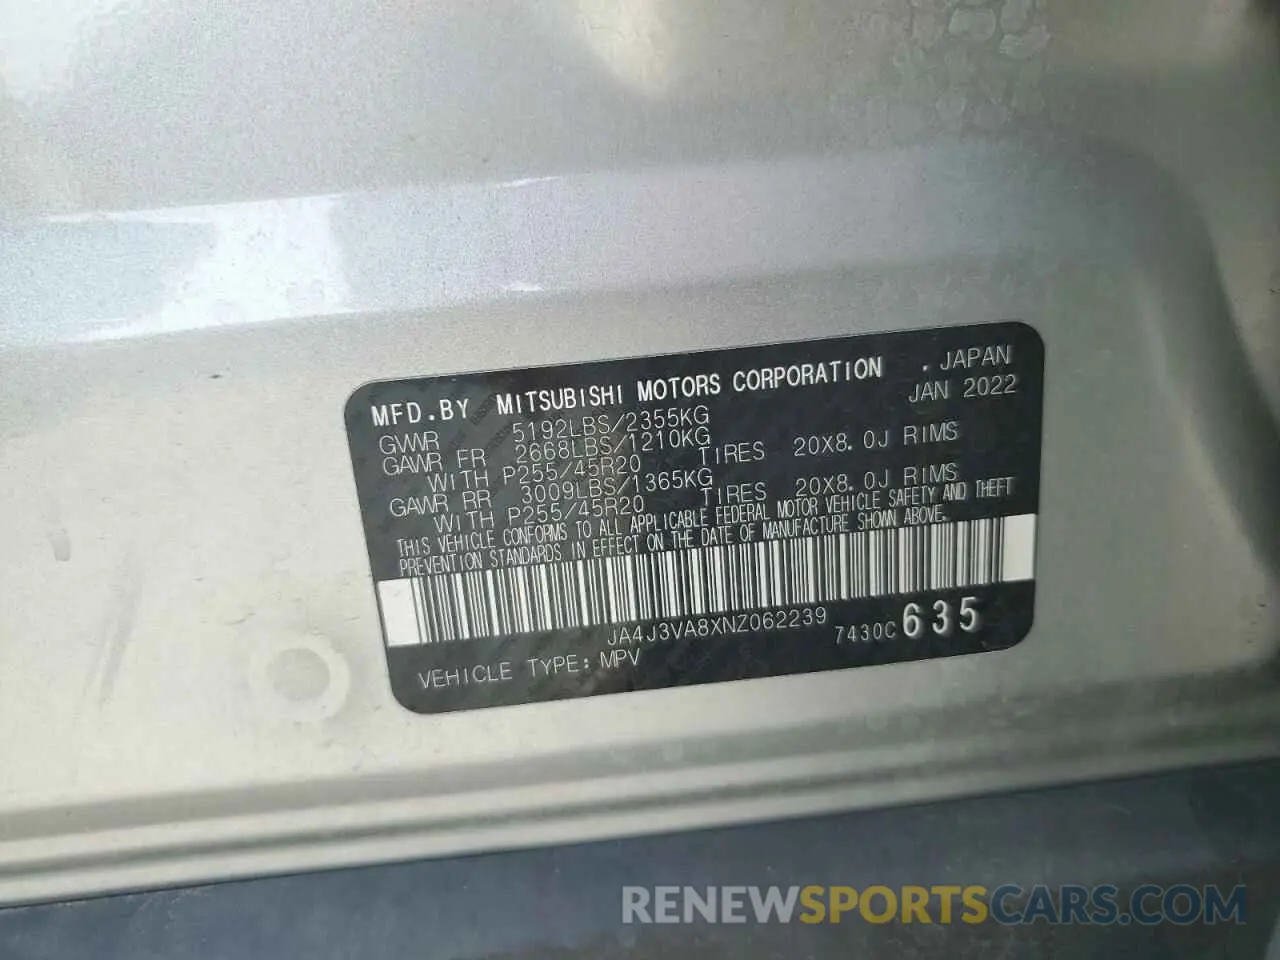 MFD.BY MITSUBISHI MOTORS CORPORATION .JAPAN
JAN 2022
GVWR 5192LBS/2355KG
GAWR FR 2668LBS/1210KG
WITH P255/45R20 TIRES 20X8.0J RIMS
GAWR RR 3009LBS/1365KG
WITH P255/45R20 TIRES 20X8.0J RIMS
THIS VEHICLE CONFORMS TO ALL APPLICABLE FEDERAL MOTOR VEHICLE SAFETY AND THEFT
PREVENTION STANDARDS IN EFFECT ON THE DATE OF MANUFACTURE SHOWN ABOVE.
JA4J3VA8XNZ062239 7430C 635
VEHICLE TYPE: MPV
RENEWSPORTSCARS.COM